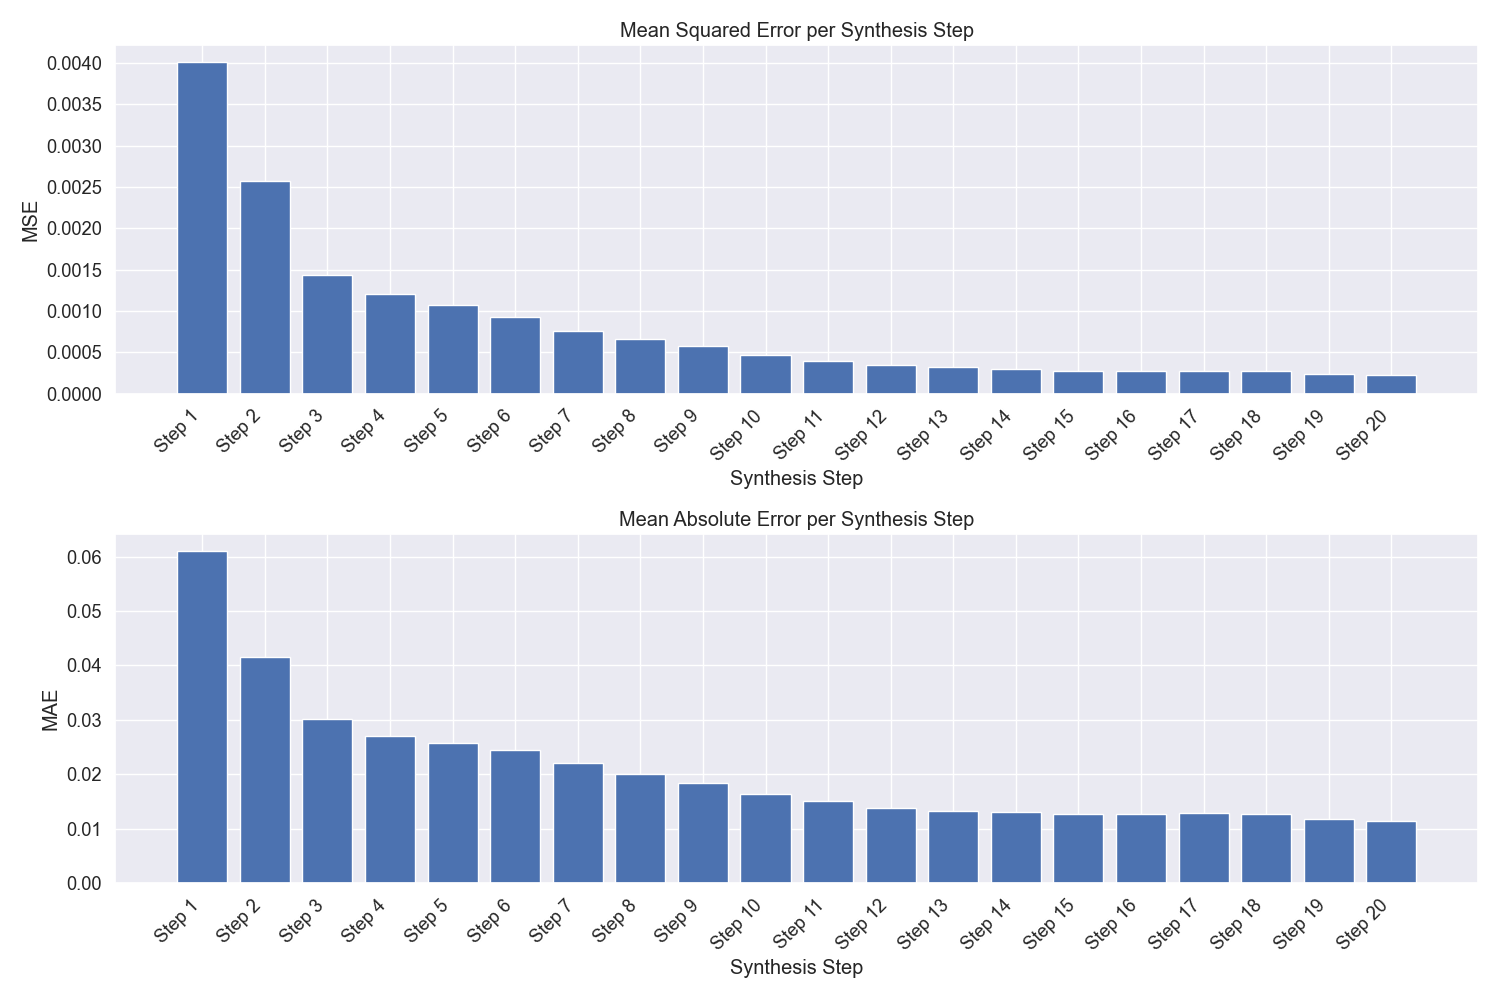 Mean Squared Error per Synthesis Step
0.0040
0.0035
0.0030
0.0025
0.0020
0.0015
0.0010
0.0005
0.0000
MSE
Step 1
Step 2
Step 3
Step 4
Step 5
Step 6
Step 7
Step 8
Step 9
Step 10
Step 11
Step 12
Step 13
Step 14
Step 15
Step 16
Step 17
Step 18
Step 19
Step 20
Synthesis Step
Mean Absolute Error per Synthesis Step
0.06
0.05
0.04
0.03
0.02
0.01
0.00
MAE
Step 1
Step 2
Step 3
Step 4
Step 5
Step 6
Step 7
Step 8
Step 9
Step 10
Step 11
Step 12
Step 13
Step 14
Step 15
Step 16
Step 17
Step 18
Step 19
Step 20
Synthesis Step